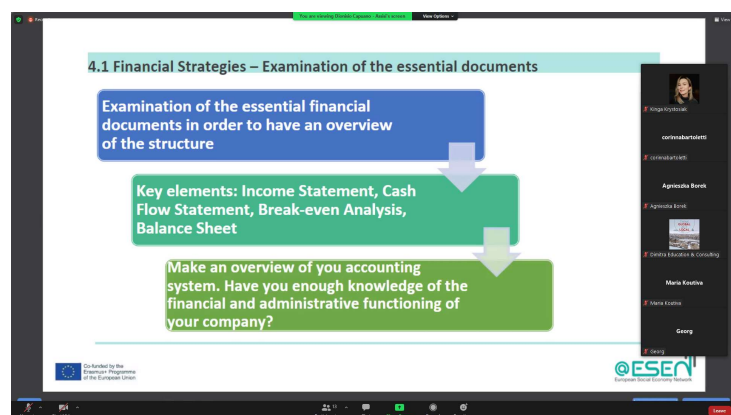 You are viewing Eleniolo Capuano - Assist's screen View Options
Rec
View
4.1 Financial Strategies – Examination of the essential documents
Examination of the essential financial
documents in order to have an overview
of the structure
Key elements: Income Statement, Cash
Flow Statement, Break-even Analysis,
Balance Sheet
Make an overview of you accounting
system. Have you enough knowledge of the
financial and administrative functioning of
your company?
Kinga Krystosiak
corinnabartoletti
corinnabartoletti
Agnieszka Borek
Agnieszka Borek
Dimitra Education & Consulting
Maria Koutiva
Maria Koutiva
Georg
Georg
Co-funded by the
Erasmus+ Programme
of the European Union
@ESEN
European Social Economy Network
Leave